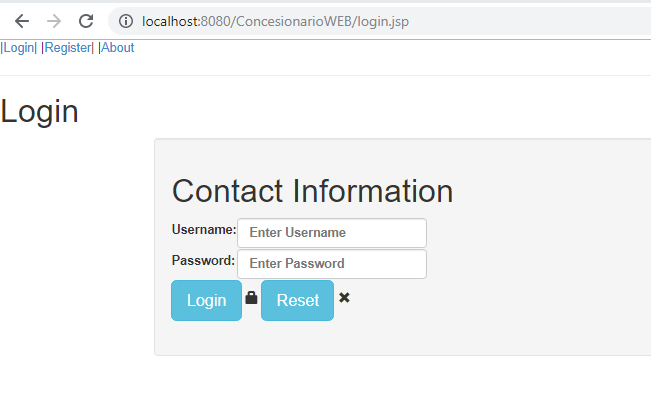 localhost:8080/ConcesionarioWEB/login.jsp
|Login| |Register| |About
Login
Contact Information
Username: Enter Username
Password: Enter Password
Login Reset